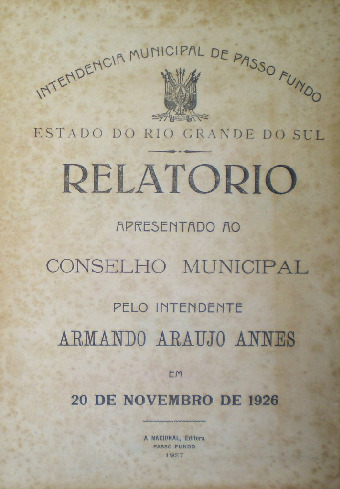 INTENDENCIA MUNICIPAL DE PASSO FUNDO
ESTADO DO RIO GRANDE DO SUL
RELATORIO
APRESENTADO AO
CONSELHO MUNICIPAL
PELO INTENDENTE
ARMANDO ARAUJO ANNES
EM
20 DE NOVEMBRO DE 1926
A NACIONAL, Editora
PASSO FUNDO
1927